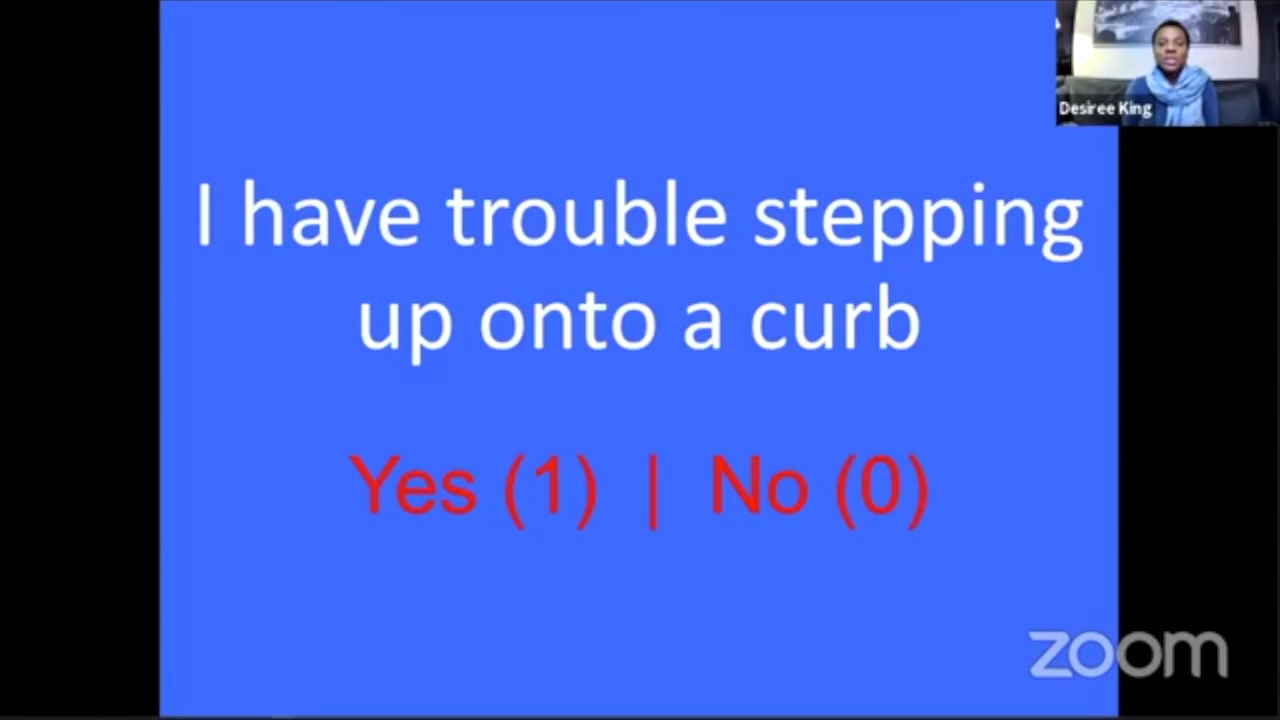 Desiree King
I have trouble stepping
up onto a curb
Yes (1) | No (0)
zoom